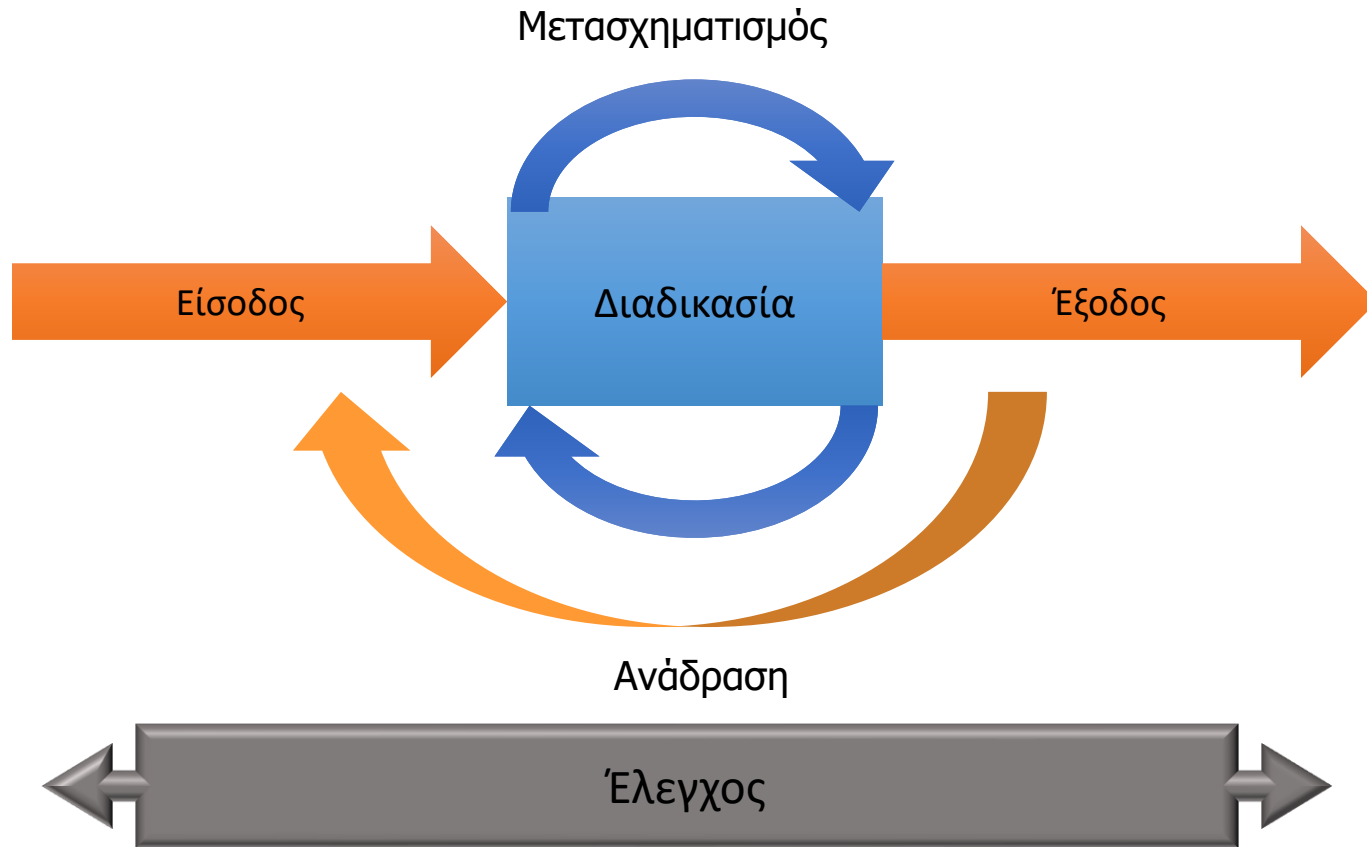 Μετασχηματισμός
Είσοδος
Διαδικασία
Έξοδος
Ανάδραση
Έλεγχος